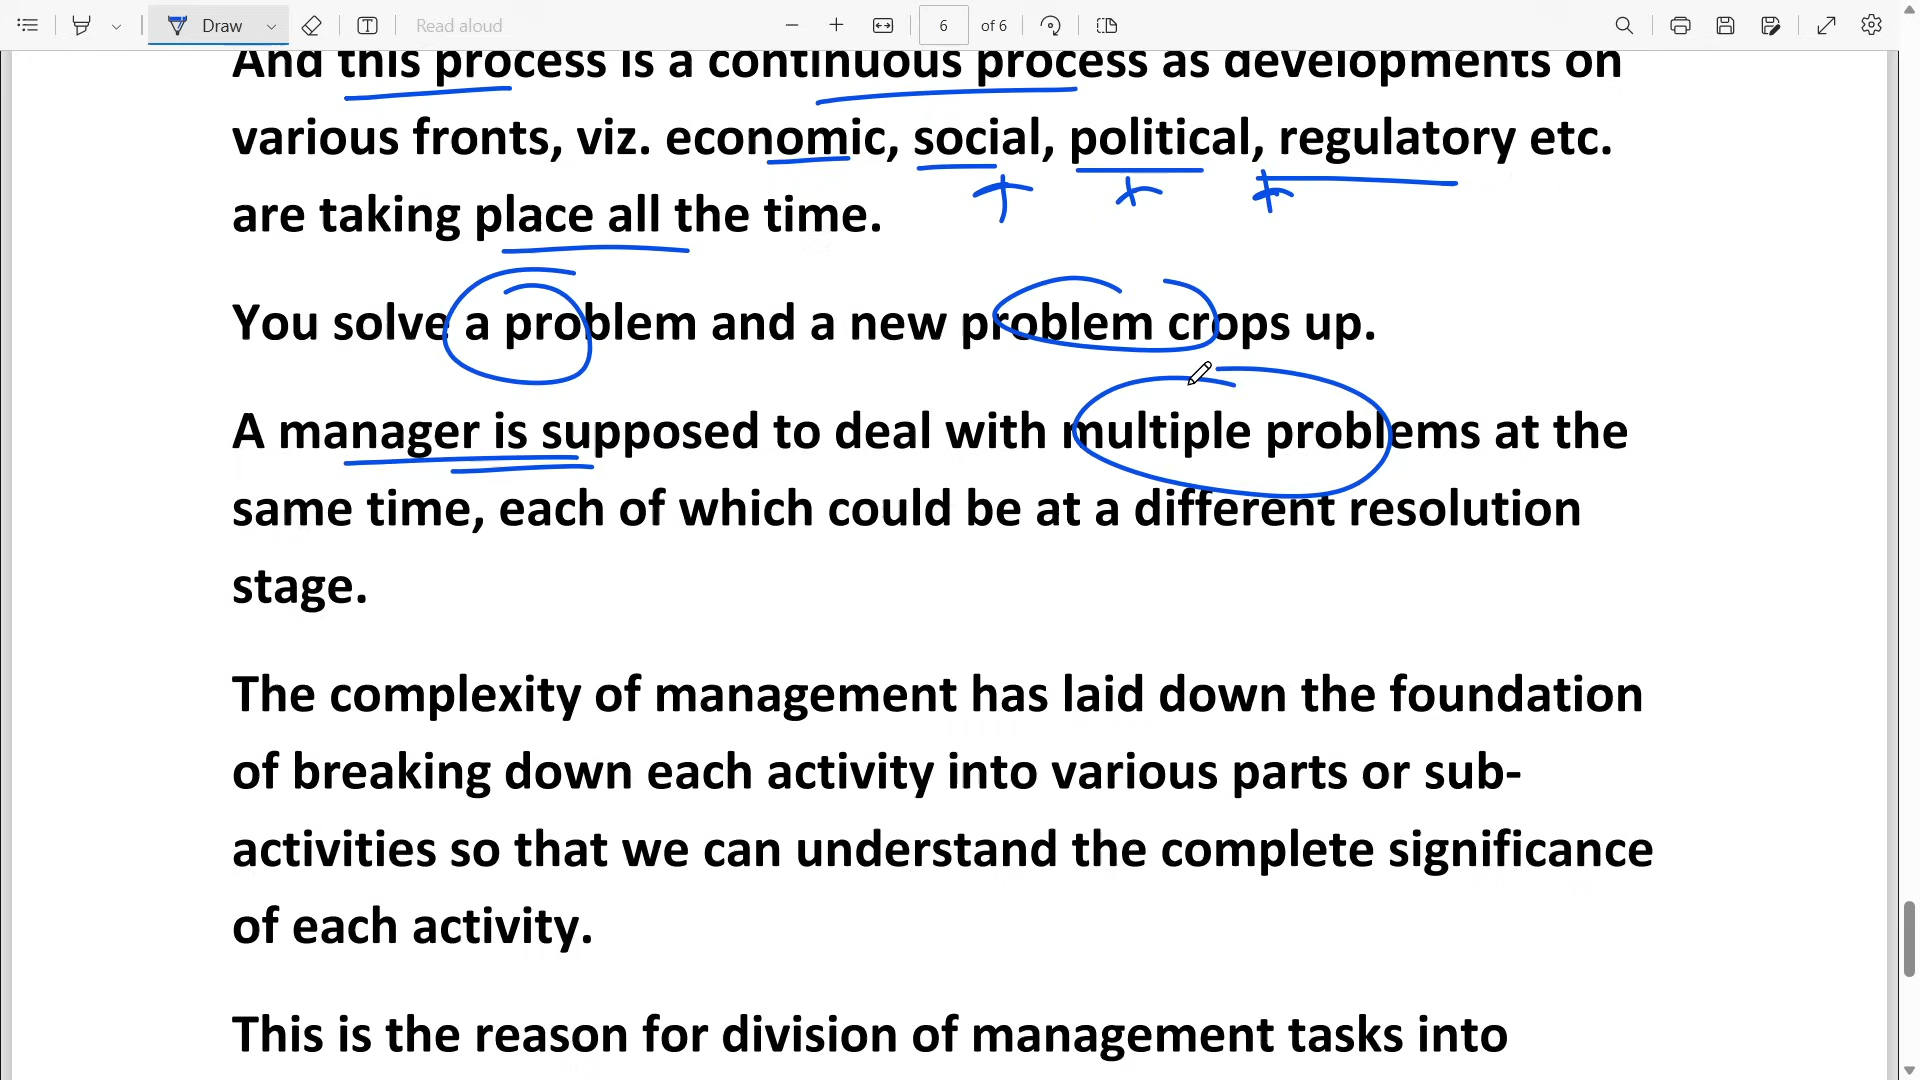 Draw
Read aloud
6 of 6
And this process is a continuous process as developments on
various fronts, viz. economic, social, political, regulatory etc.
are taking place all the time.
You solve a problem and a new problem crops up.
A manager is supposed to deal with multiple problems at the
same time, each of which could be at a different resolution
stage.
The complexity of management has laid down the foundation
of breaking down each activity into various parts or sub-
activities so that we can understand the complete significance
of each activity.
This is the reason for division of management tasks into